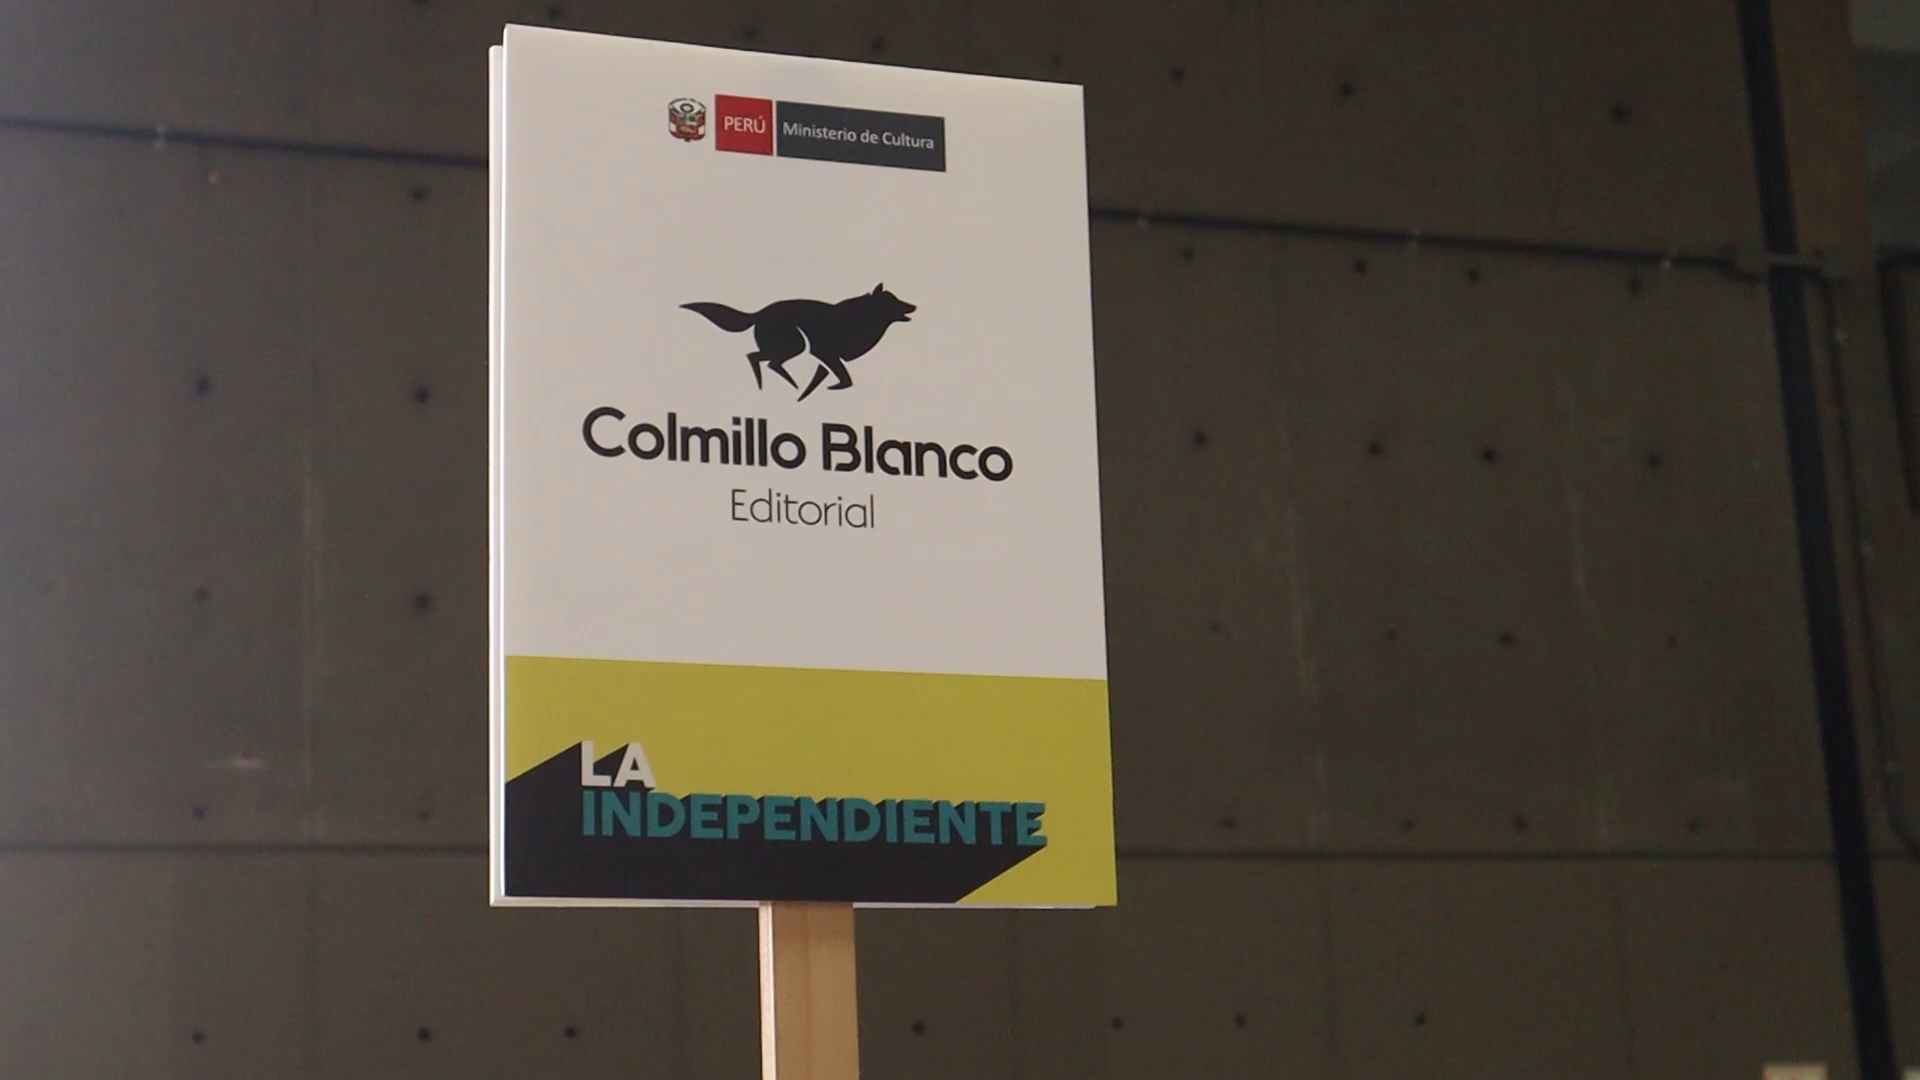 PERÚ Ministerio de Cultura
Colmillo Blanco
Editorial
LA
INDEPENDIENTE